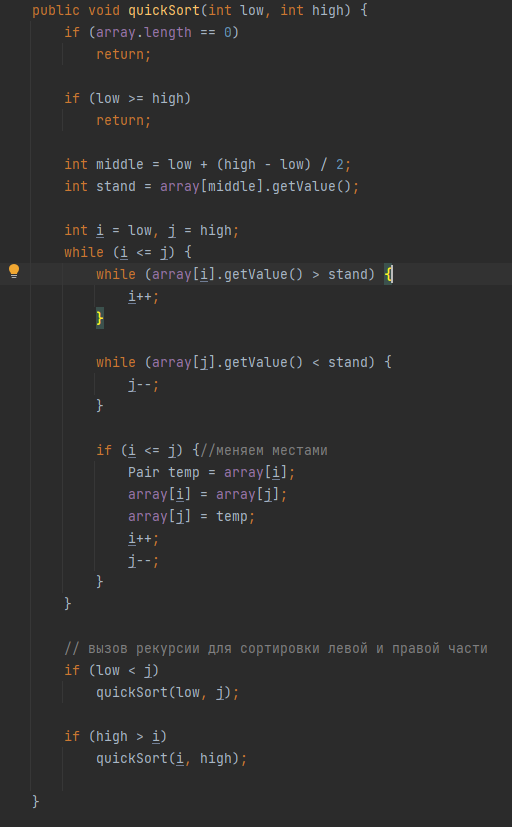 public void quickSort(int low, int high) {
if (array.length == 0)
return;
if (low >= high)
return;
int middle = low + (high - low) / 2;
int stand = array[middle].getValue();
int i = low, j = high;
while (i <= j) {
while (array[i].getValue() > stand) {
i++;
}
while (array[j].getValue() < stand) {
j--;
}
if (i <= j) {//меняем местами
Pair temp = array[i];
array[i] = array[j];
array[j] = temp;
i++;
j--;
}
}
// вызов рекурсии для сортировки левой и правой части
if (low < j)
quickSort(low, j);
if (high > i)
quickSort(i, high);
}